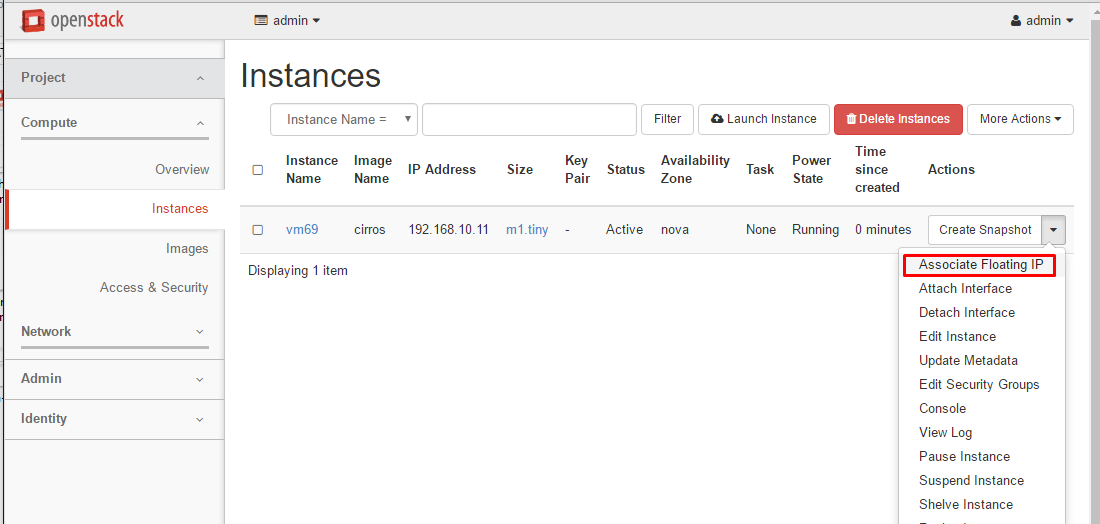 openstack
admin
admin
Project
Compute
Overview
Instances
Images
Access & Security
Network
Admin
Identity
Instances
Instance Name =
Filter
Launch Instance
Delete Instances
More Actions
Instance Name
Image Name
IP Address
Size
Key Pair
Status
Availability Zone
Task
Power State
Time since created
Actions
vm69
cirros
192.168.10.11
m1.tiny
-
Active
nova
None
Running
0 minutes
Create Snapshot
Displaying 1 item
Associate Floating IP
Attach Interface
Detach Interface
Edit Instance
Update Metadata
Edit Security Groups
Console
View Log
Pause Instance
Suspend Instance
Shelve Instance